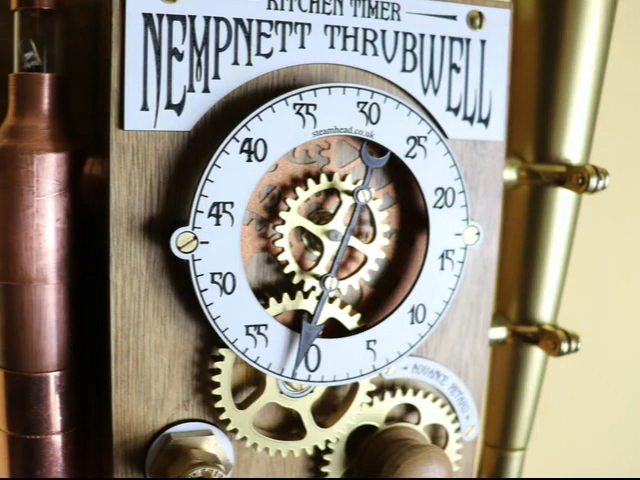 KITCHEN TIMER
NEMPNETT THRUBWELL
35 30
steamhead.co.uk
40 25
45 20
50 15
55 10
0 5
ADVANCE